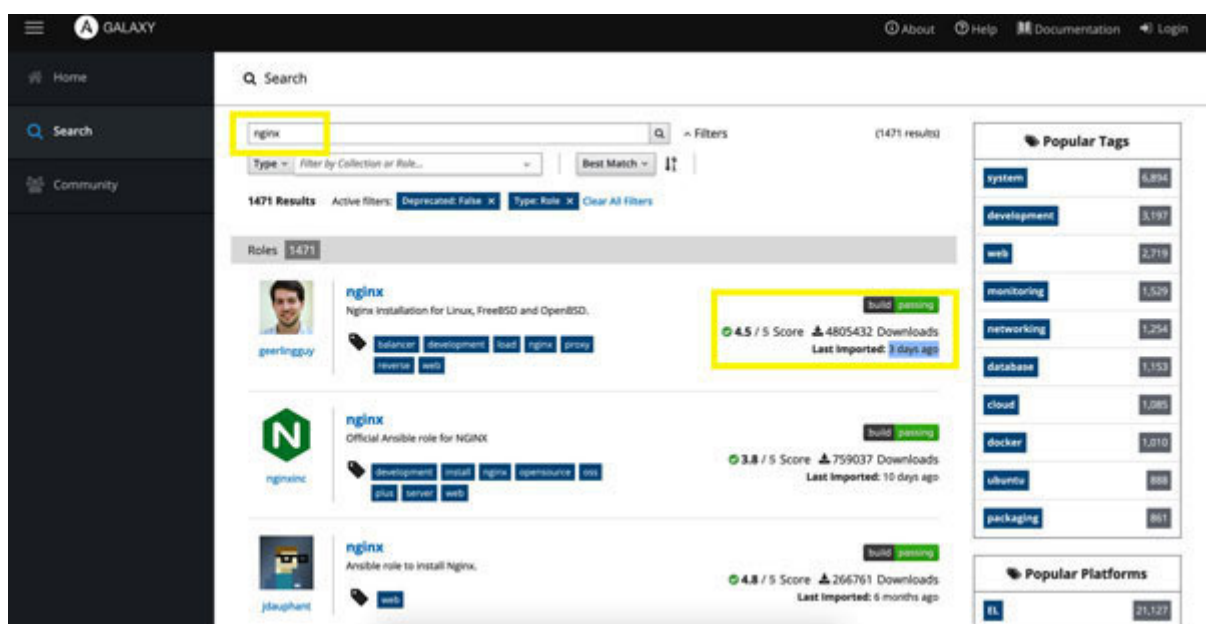 A GALAXY
About Help Documentation Login
Home
Search
Community
Search
nginx
Filters (1471 results)
Type Filter by Collection or Role... Best Match
1471 Results Active filters: Deprecated: False × Type: Role × Clear All Filters
Roles 1471
nginx
Nginx installation for Linux, FreeBSD and OpenBSD.
balancer development load nginx proxy
reverse web
geerlingguy
build passing
4.5 / 5 Score 4805432 Downloads
Last Imported: 3 days ago
nginx
Official Ansible role for NGINX
development install nginx opensource oss
plus server web
N
nginxinc
build passing
3.8 / 5 Score 759037 Downloads
Last Imported: 10 days ago
nginx
Ansible role to install Nginx.
web
jdauphant
build passing
4.8 / 5 Score 266761 Downloads
Last Imported: 6 months ago
Popular Tags
system 6,894
development 3,197
web 2,719
monitoring 1,529
networking 1,254
database 1,153
cloud 1,085
docker 1,010
ubuntu 888
packaging 861
Popular Platforms
EL 21,127